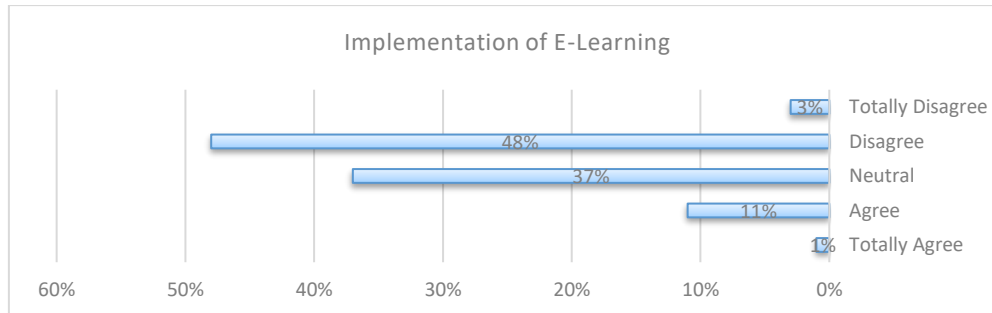 Implementation of E-Learning
3% Totally Disagree
48% Disagree
37% Neutral
11% Agree
1% Totally Agree
60% 50% 40% 30% 20% 10% 0%